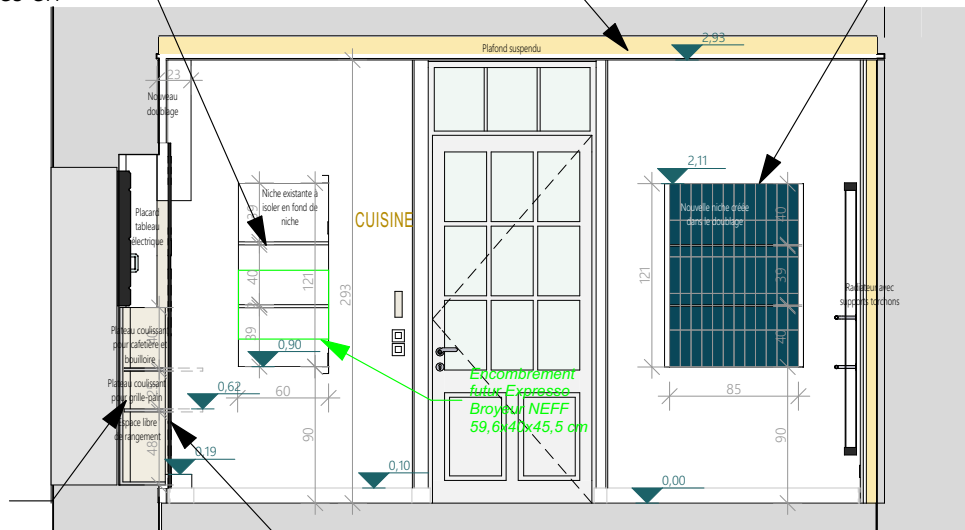 Plafond suspendu
2,93
23
Nouveau
doublage
2,11
Niche existante à
isoler en fond de
niche
Nouvelle niche créée
dans le doublage
40
CUISINE
Placard
tableau
électrique
40
121
293
121
39
Radiateur avec
supports torchons
Plateau coulissant
pour cafetière et
bouilloire
39
0,90
40
Plateau coulissant
pour grille-pain
0,62
60
Encombrement
futur Expresso
Broyeur NEFF
59,6x40x45,5 cm
85
Espace libre
de rangement
48
90
90
0,19
0,10
0,00